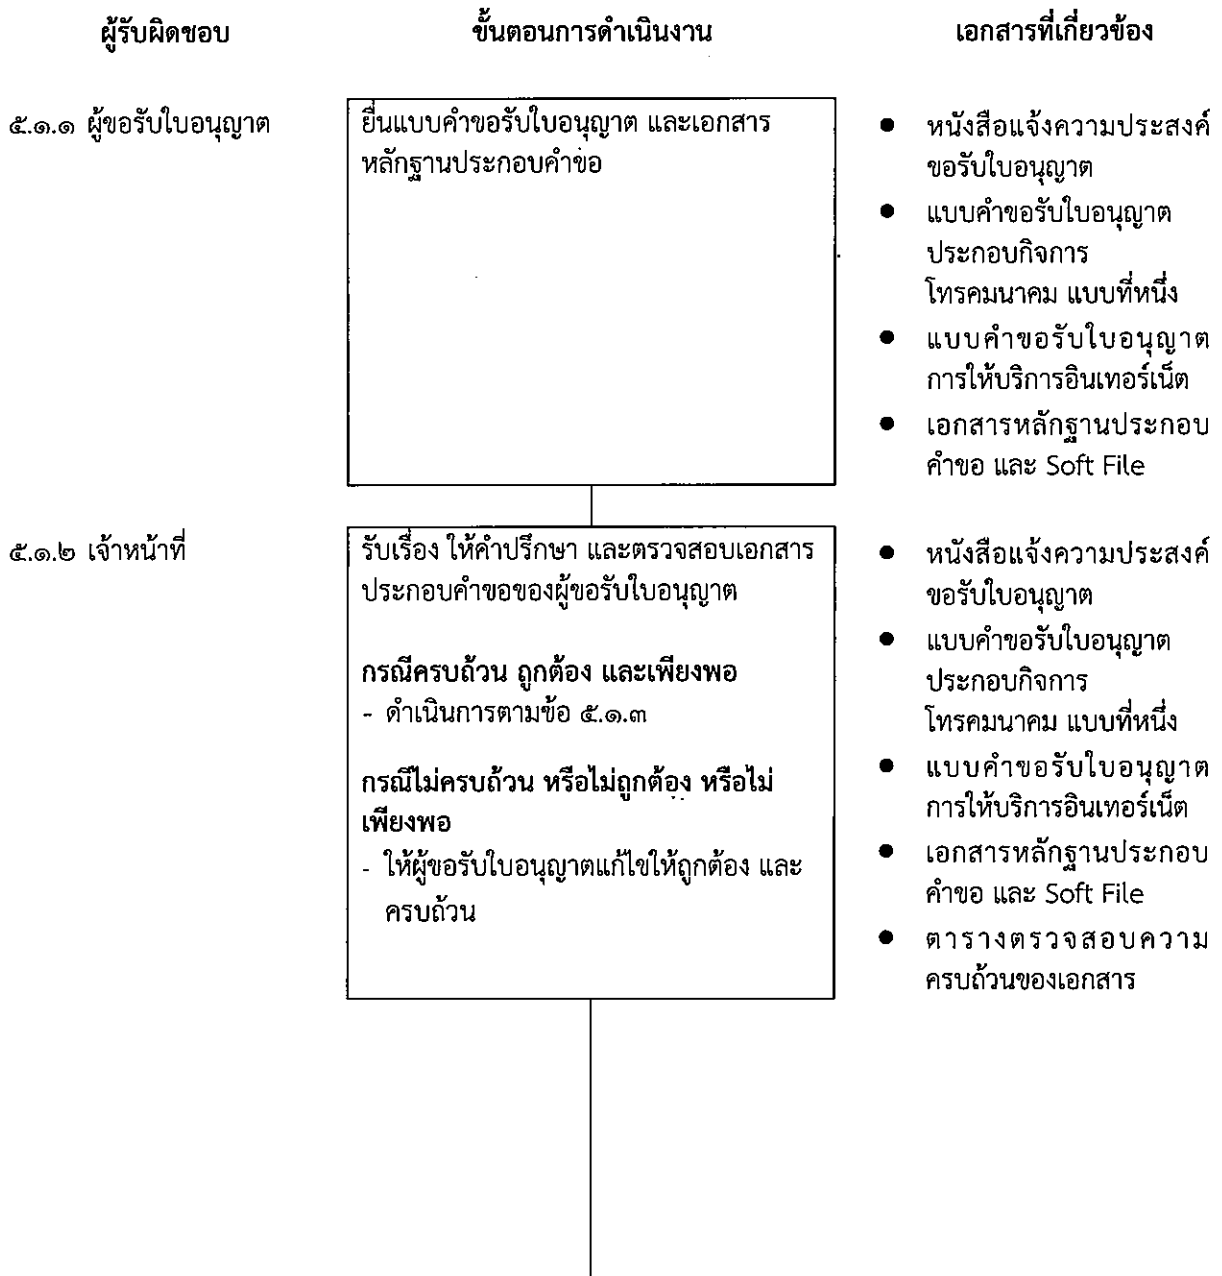 ผู้รับผิดชอบ
ขั้นตอนการดำเนินงาน
เอกสารที่เกี่ยวข้อง
๕.๑.๑ ผู้ขอรับใบอนุญาต
ยื่นแบบคำขอรับใบอนุญาต และเอกสาร
หลักฐานประกอบคำขอ
● หนังสือแจ้งความประสงค์
ขอรับใบอนุญาต
● แบบคำขอรับใบอนุญาต
ประกอบกิจการ
โทรคมนาคม แบบที่หนึ่ง
● แบบคำขอรับใบอนุญาต
การให้บริการอินเทอร์เน็ต
● เอกสารหลักฐานประกอบ
คำขอ และ Soft File
๕.๑.๒ เจ้าหน้าที่
รับเรื่อง ให้คำปรึกษา และตรวจสอบเอกสาร
ประกอบคำขอของผู้ขอรับใบอนุญาต
กรณีครบถ้วน ถูกต้อง และเพียงพอ
- ดำเนินการตามข้อ ๕.๑.๓
กรณีไม่ครบถ้วน หรือไม่ถูกต้อง หรือไม่
เพียงพอ
- ให้ผู้ขอรับใบอนุญาตแก้ไขให้ถูกต้อง และ
ครบถ้วน
● หนังสือแจ้งความประสงค์
ขอรับใบอนุญาต
● แบบคำขอรับใบอนุญาต
ประกอบกิจการ
โทรคมนาคม แบบที่หนึ่ง
● แบบคำขอรับใบอนุญาต
การให้บริการอินเทอร์เน็ต
● เอกสารหลักฐานประกอบ
คำขอ และ Soft File
● ตารางตรวจสอบความ
ครบถ้วนของเอกสาร